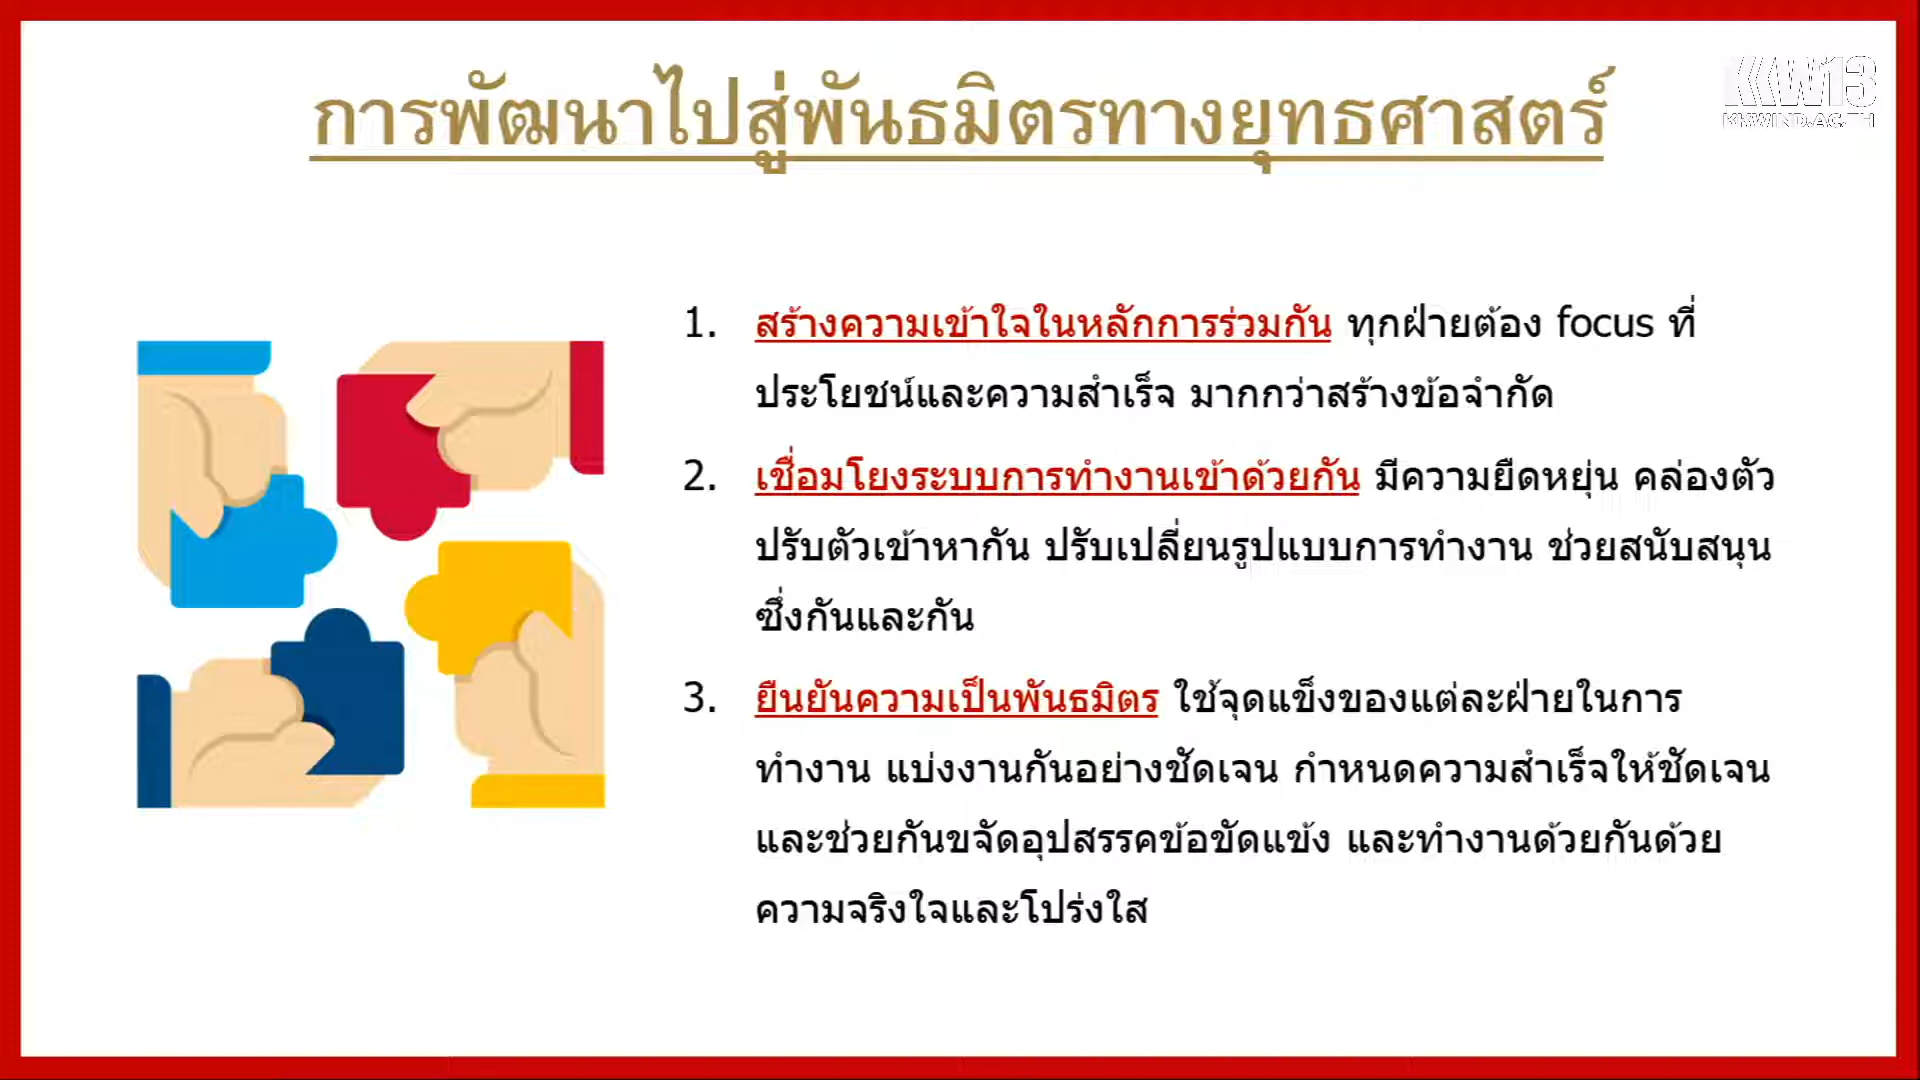 การพัฒนาไปสู่พันธมิตรทางยุทธศาสตร์
KKW13
KKWIND.AC.TH
1. สร้างความเข้าใจในหลักการร่วมกัน ทุกฝ่ายต้อง focus ที่
ประโยชน์และความสำเร็จ มากกว่าสร้างข้อจำกัด
2. เชื่อมโยงระบบการทำงานเข้าด้วยกัน มีความยืดหยุ่น คล่องตัว
ปรับตัวเข้าหากัน ปรับเปลี่ยนรูปแบบการทำงาน ช่วยสนับสนุน
ซึ่งกันและกัน
3. ยืนยันความเป็นพันธมิตร ใช้จุดแข็งของแต่ละฝ่ายในการ
ทำงาน แบ่งงานกันอย่างชัดเจน กำหนดความสำเร็จให้ชัดเจน
และช่วยกันขจัดอุปสรรคข้อขัดแข้ง และทำงานด้วยกันด้วย
ความจริงใจและโปร่งใส